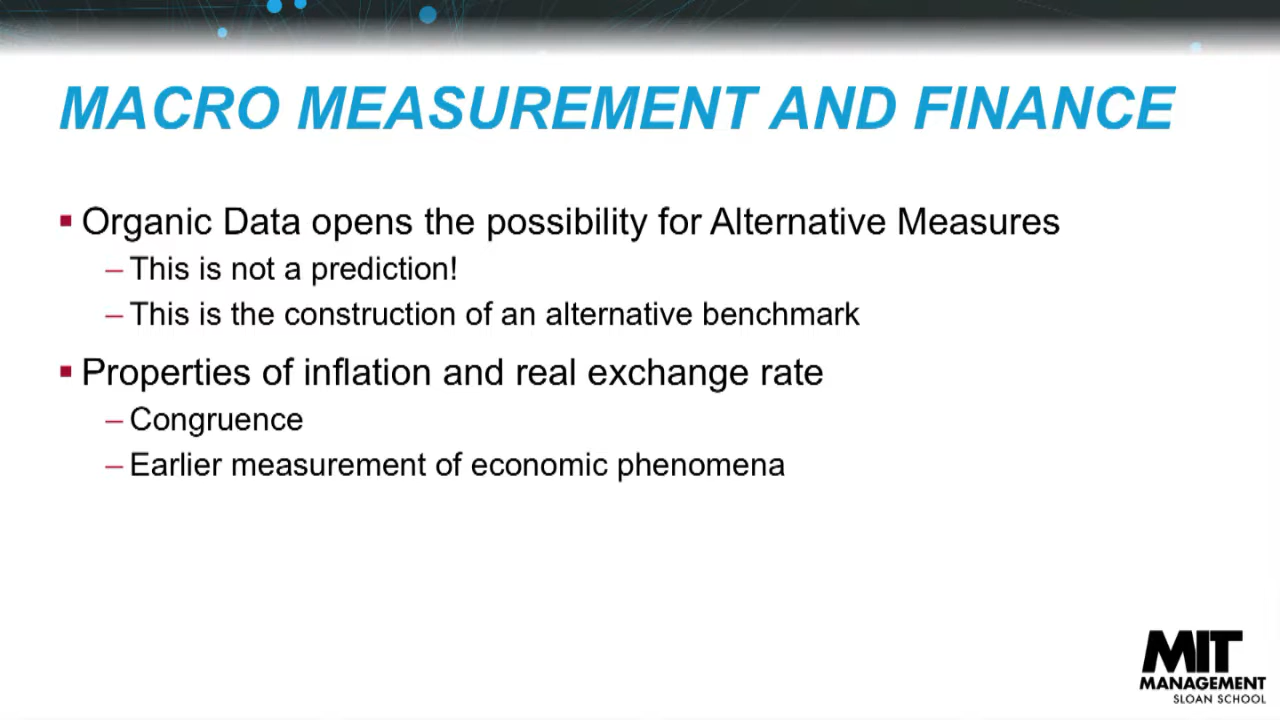 MACRO MEASUREMENT AND FINANCE
▪ Organic Data opens the possibility for Alternative Measures
– This is not a prediction!
– This is the construction of an alternative benchmark
▪ Properties of inflation and real exchange rate
– Congruence
– Earlier measurement of economic phenomena
MIT
MANAGEMENT
SLOAN SCHOOL